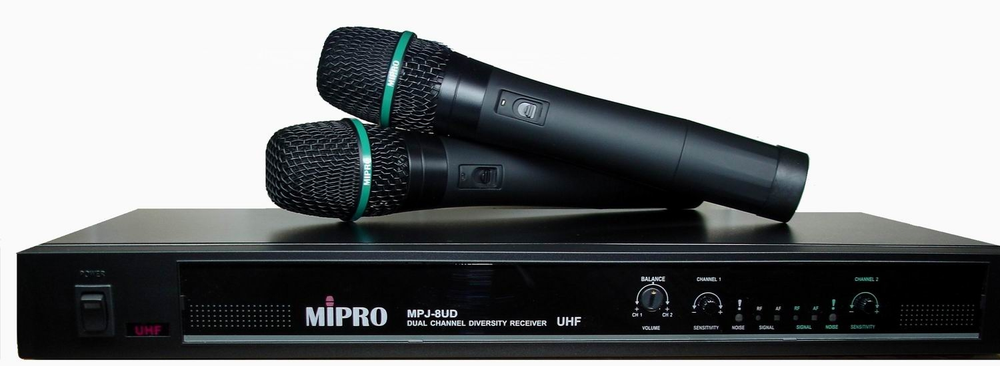 MIPRO
MIPRO
POWER
UHF
MIPRO
MPJ-8UD
DUAL CHANNEL DIVERSITY RECEIVER UHF
BALANCE
+ +
CH 1 CH 2
VOLUME
CHANNEL 1
- +
SENSITIVITY
!
NOISE
RF AF
SIGNAL
RF AF
SIGNAL
!
NOISE
CHANNEL 2
- +
SENSITIVITY